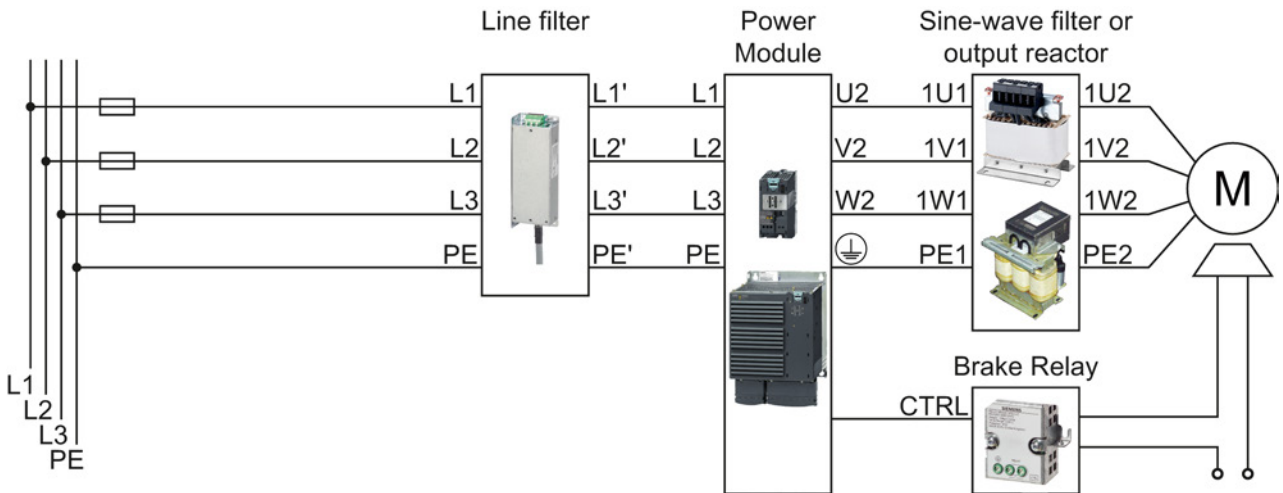 Line filter
Power
Module
Sine-wave filter or
output reactor
L1 L1' L1 U2 1U1 1U2
L2 L2' L2 V2 1V1 1V2
L3 L3' L3 W2 1W1 1W2
PE PE' PE PE1 PE2
M
L1
L2
L3
PE
Brake Relay
CTRL
SIEMENS